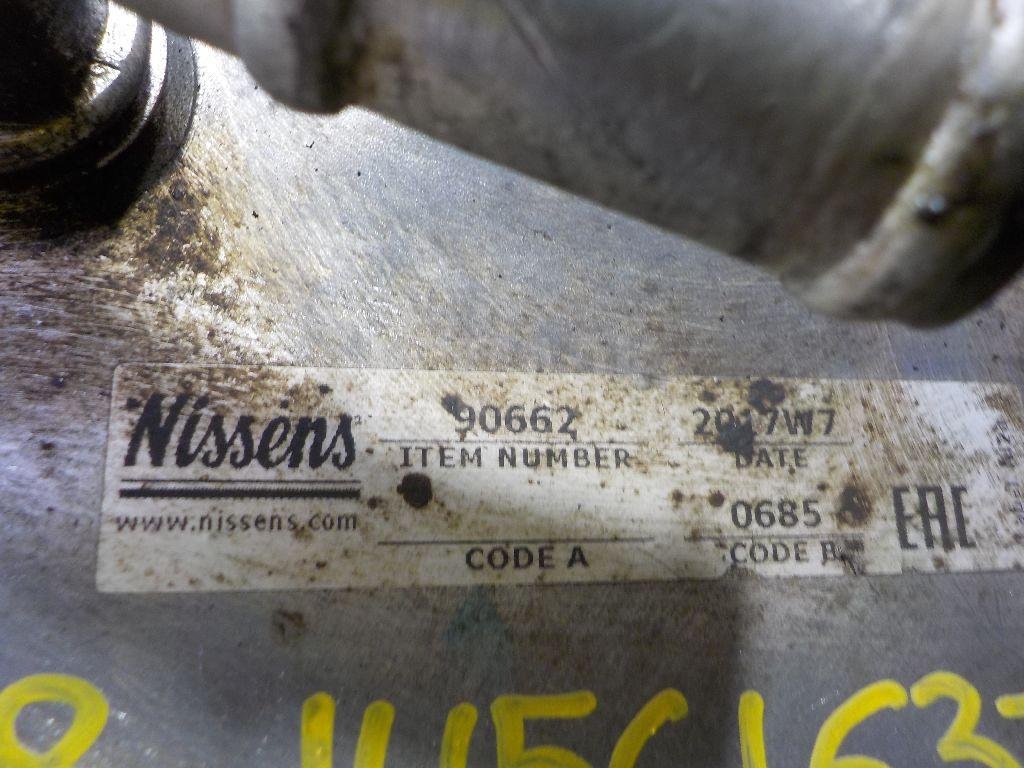 Nissens
90662 2017W7
ITEM NUMBER DATE
www.nissens.com
0685 EAC
CODE A CODE B